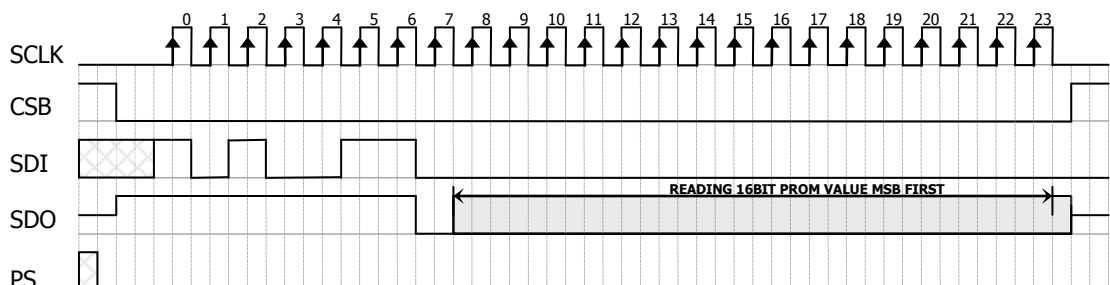 0 1 2 3 4 5 6 7 8 9 10 11 12 13 14 15 16 17 18 19 20 21 22 23
SCLK
CSB
SDI
READING 16BIT PROM VALUE MSB FIRST
SDO
PS